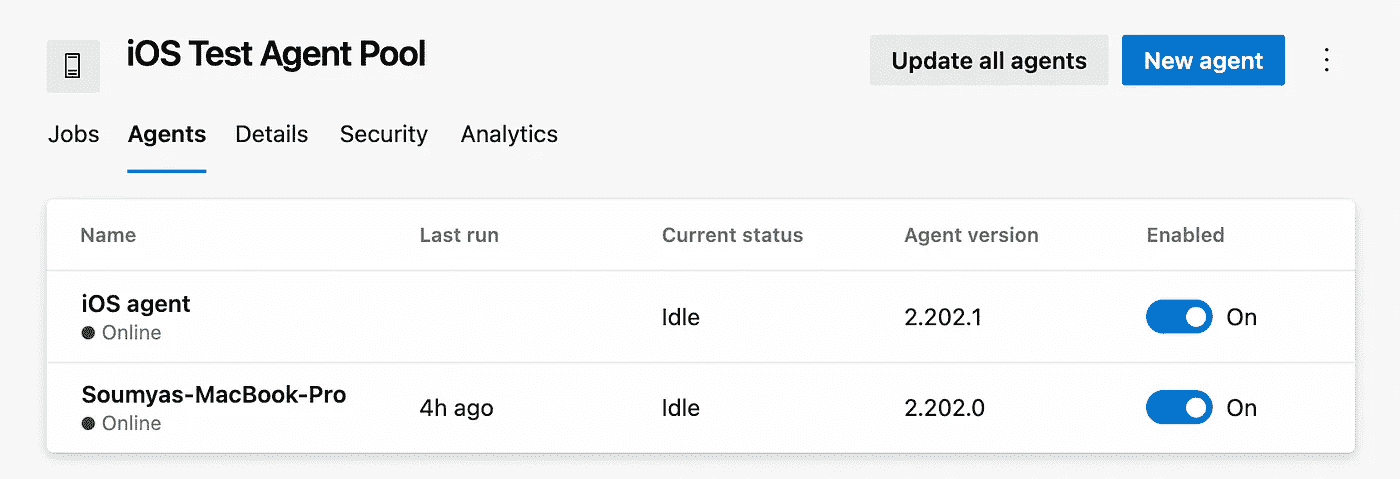 iOS Test Agent Pool
Update all agents
New agent
Jobs Agents Details Security Analytics
Name Last run Current status Agent version Enabled
iOS agent
Online
Idle 2.202.1 On
Soumyas-MacBook-Pro
Online
4h ago Idle 2.202.0 On